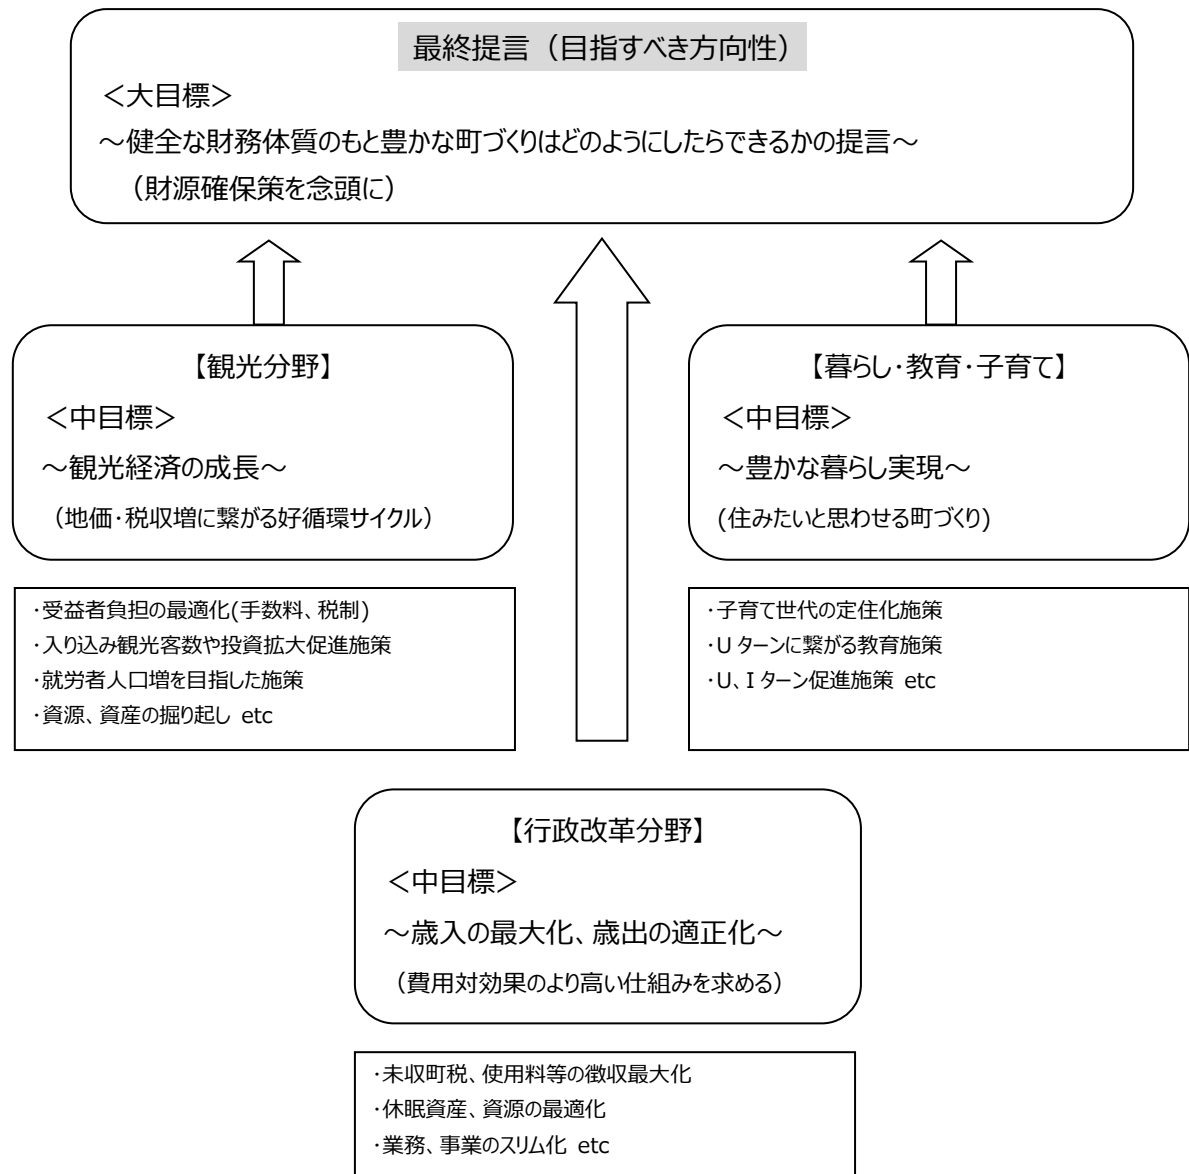 最終提言（目指すべき方向性）
＜大目標＞
～健全な財務体質のもと豊かな町づくりはどのようにしたらできるかの提言～
（財源確保策を念頭に）
【観光分野】
＜中目標＞
～観光経済の成長～
（地価・税収増に繋がる好循環サイクル）
・受益者負担の最適化(手数料、税制)
・入り込み観光客数や投資拡大促進施策
・就労者人口増を目指した施策
・資源、資産の掘り起し etc
【暮らし・教育・子育て】
＜中目標＞
～豊かな暮らし実現～
(住みたいと思わせる町づくり)
・子育て世代の定住化施策
・U ターンに繋がる教育施策
・U、I ターン促進施策 etc
【行政改革分野】
＜中目標＞
～歳入の最大化、歳出の適正化～
（費用対効果のより高い仕組みを求める）
・未収町税、使用料等の徴収最大化
・休眠資産、資源の最適化
・業務、事業のスリム化 etc